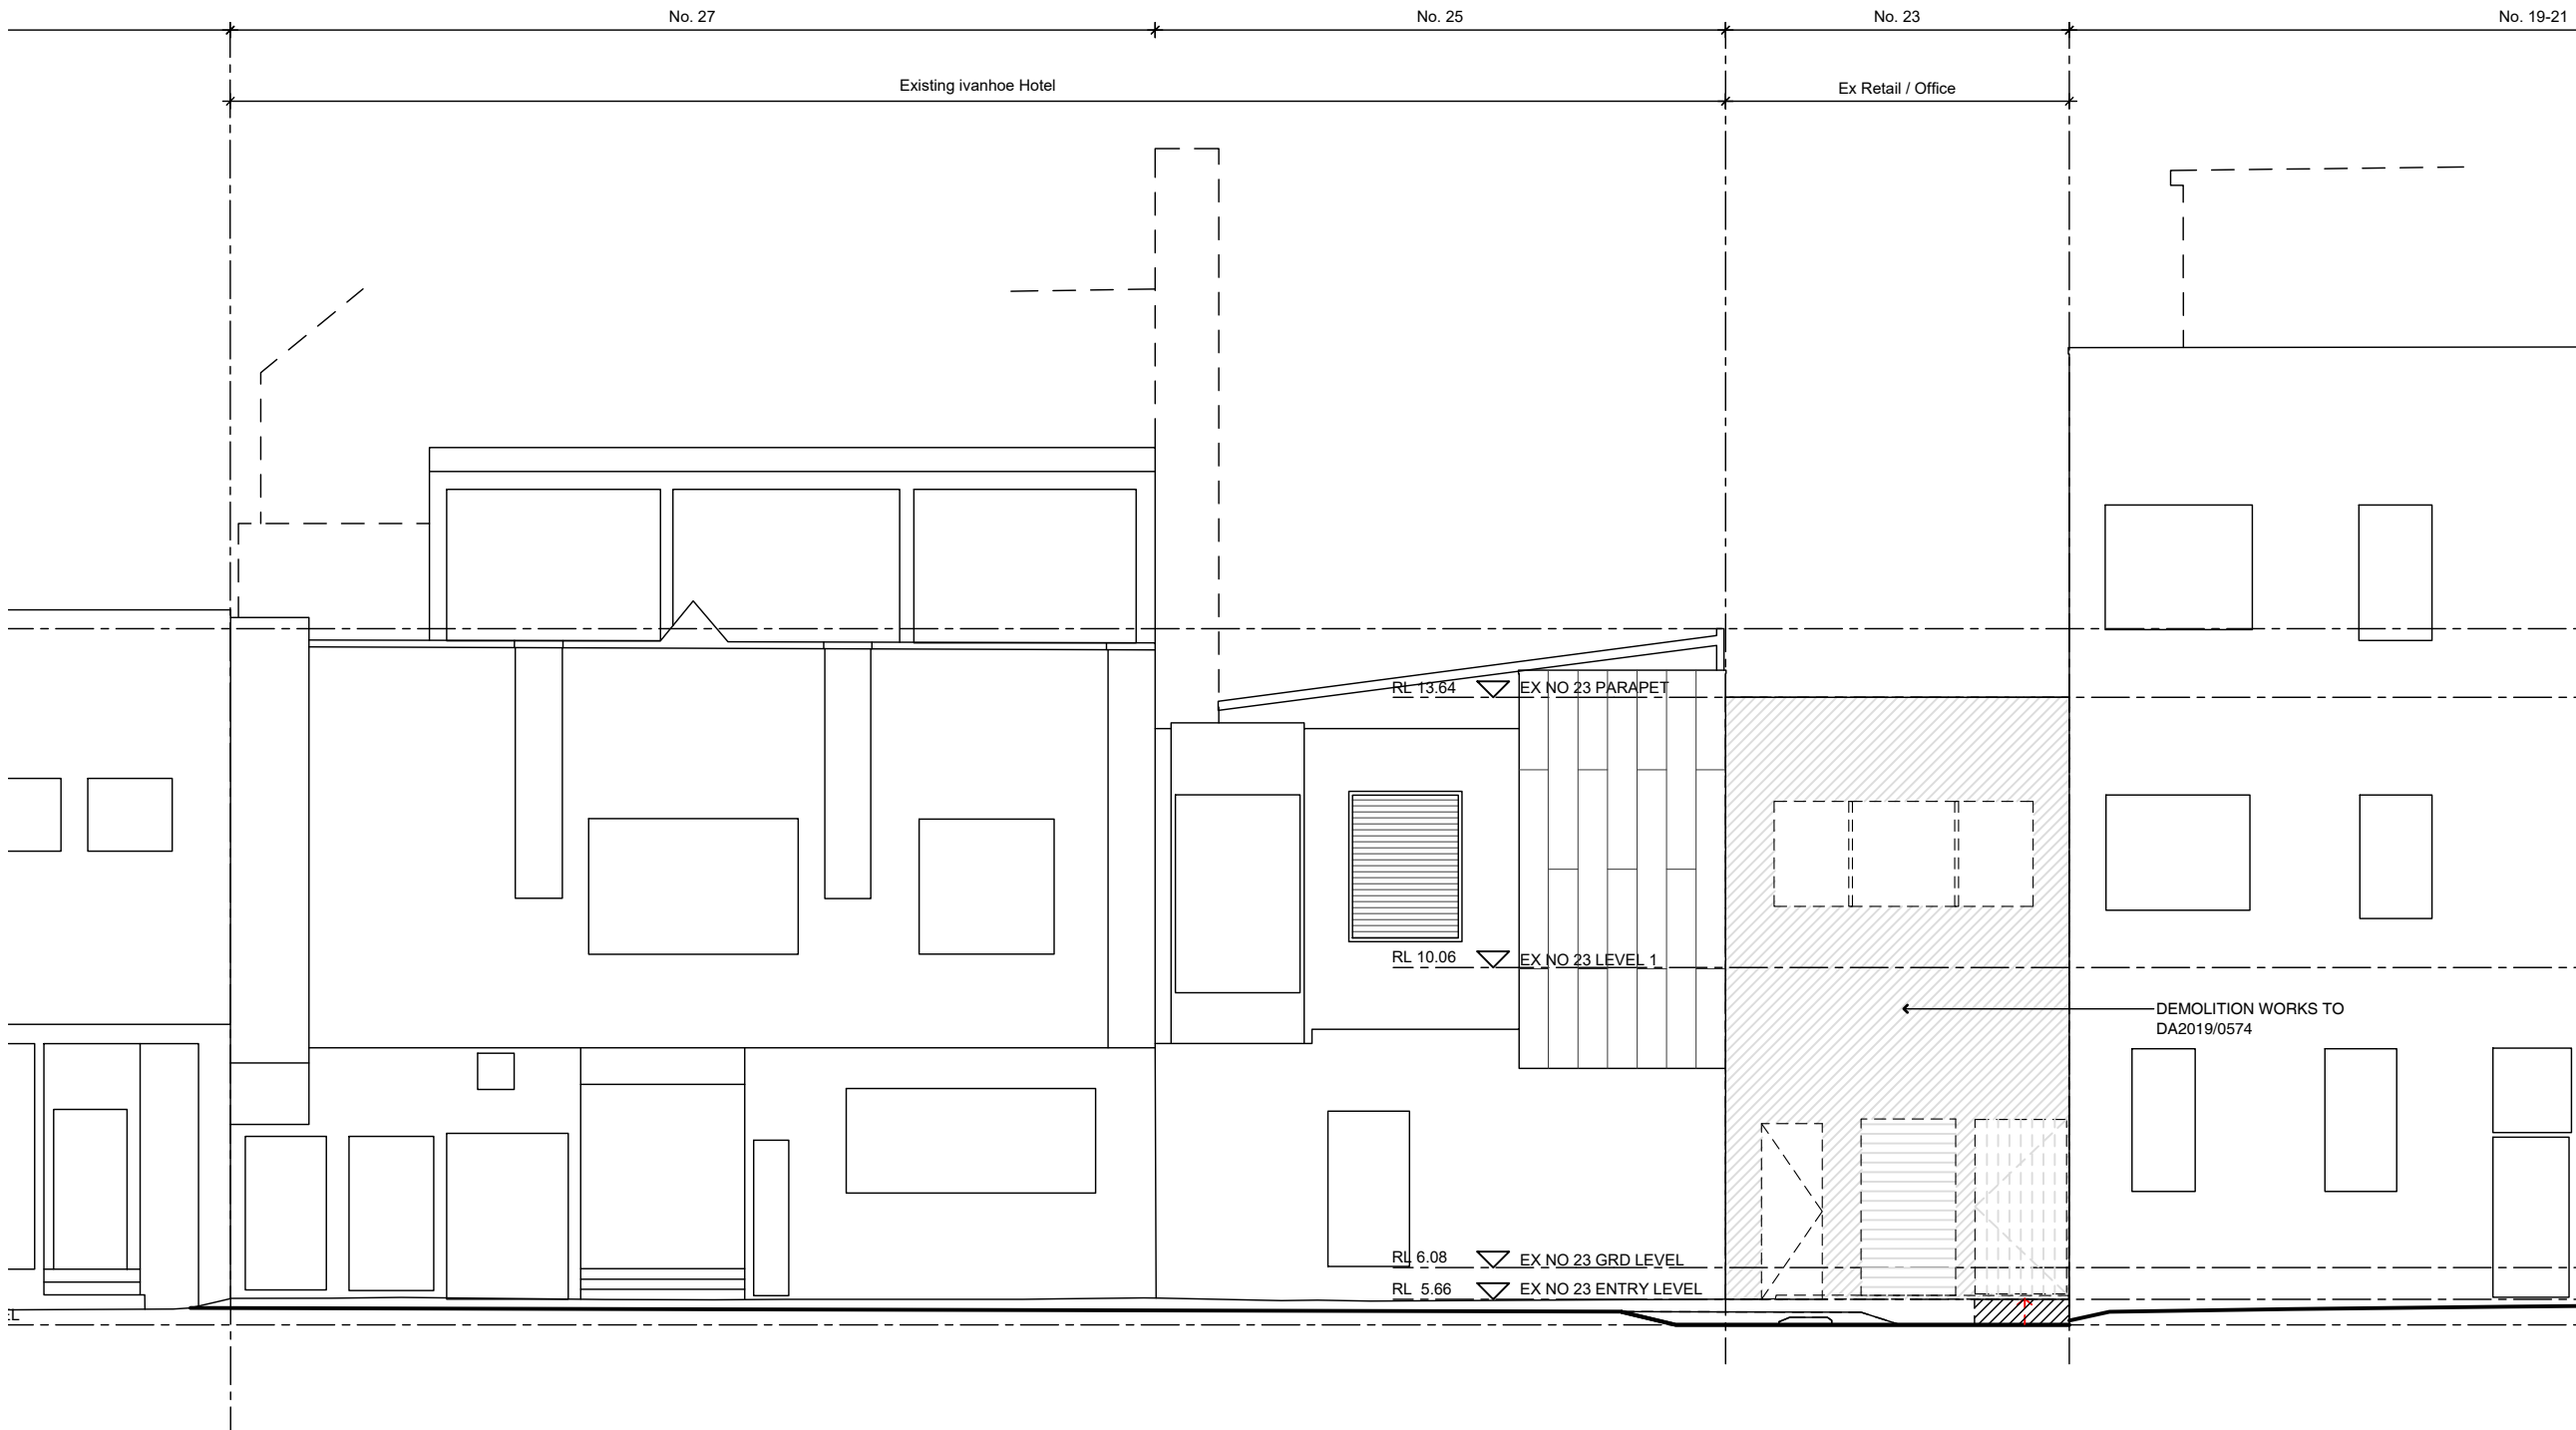 No. 27
No. 25
No. 23
No. 19-21
Existing ivanhoe Hotel
Ex Retail / Office
RL 13.64
EX NO 23 PARAPET
RL 10.06
EX NO 23 LEVEL 1
DEMOLITION WORKS TO
DA2019/0574
RL 6.08
EX NO 23 GRD LEVEL
RL 5.66
EX NO 23 ENTRY LEVEL